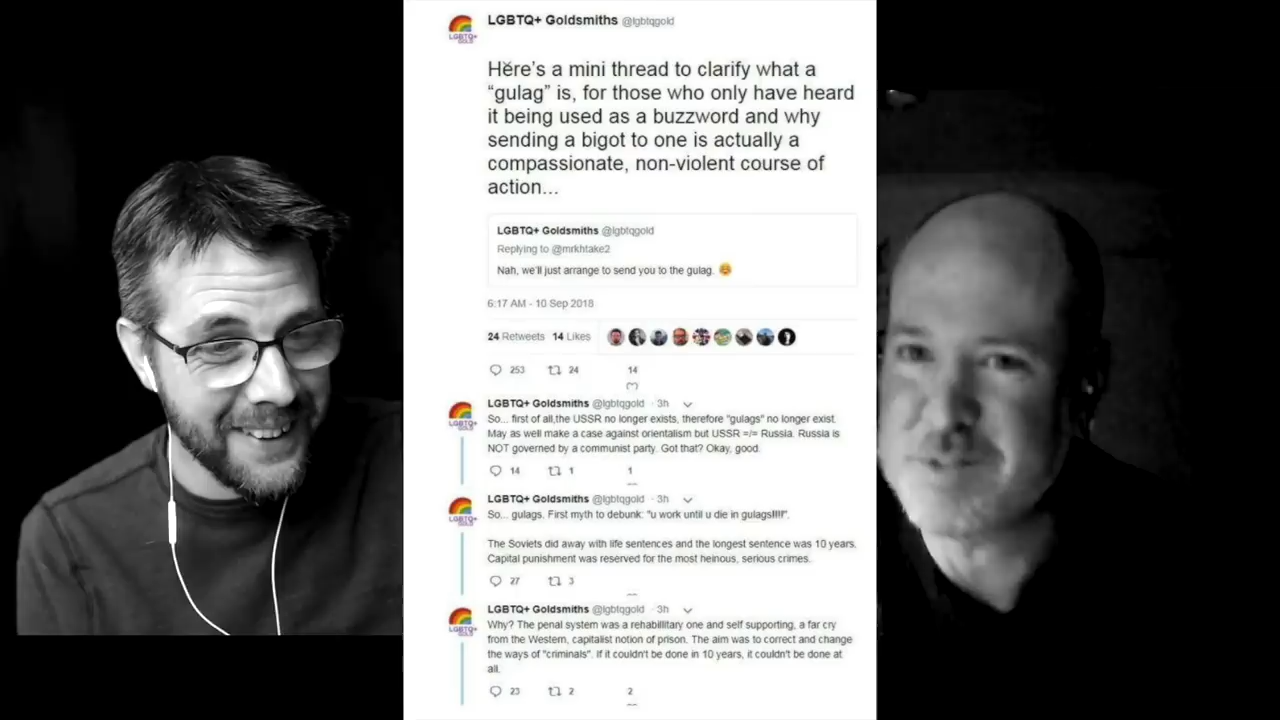 LGBTQ+ Goldsmiths @lgbtqgold
Here's a mini thread to clarify what a
“gulag” is, for those who only have heard
it being used as a buzzword and why
sending a bigot to one is actually a
compassionate, non-violent course of
action...
LGBTQ+ Goldsmiths @lgbtqgold
Replying to @mrkhtake2
Nah, we'll just arrange to send you to the gulag.
6:17 AM - 10 Sep 2018
24 Retweets 14 Likes
253 24 14
LGBTQ+ Goldsmiths @lgbtqgold · 3h
So... first of all,the USSR no longer exists, therefore "gulags" no longer exist.
May as well make a case against orientalism but USSR =/= Russia. Russia is
NOT governed by a communist party. Got that? Okay, good.
14 1 1
LGBTQ+ Goldsmiths @lgbtqgold · 3h
So... gulags. First myth to debunk: "u work until u die in gulags!!!!".
The Soviets did away with life sentences and the longest sentence was 10 years.
Capital punishment was reserved for the most heinous, serious crimes.
27 3
LGBTQ+ Goldsmiths @lgbtqgold · 3h
Why? The penal system was a rehabilitary one and self supporting, a far cry
from the Western, capitalist notion of prison. The aim was to correct and change
the ways of "criminals". If it couldn't be done in 10 years, it couldn't be done at
all.
23 2 2